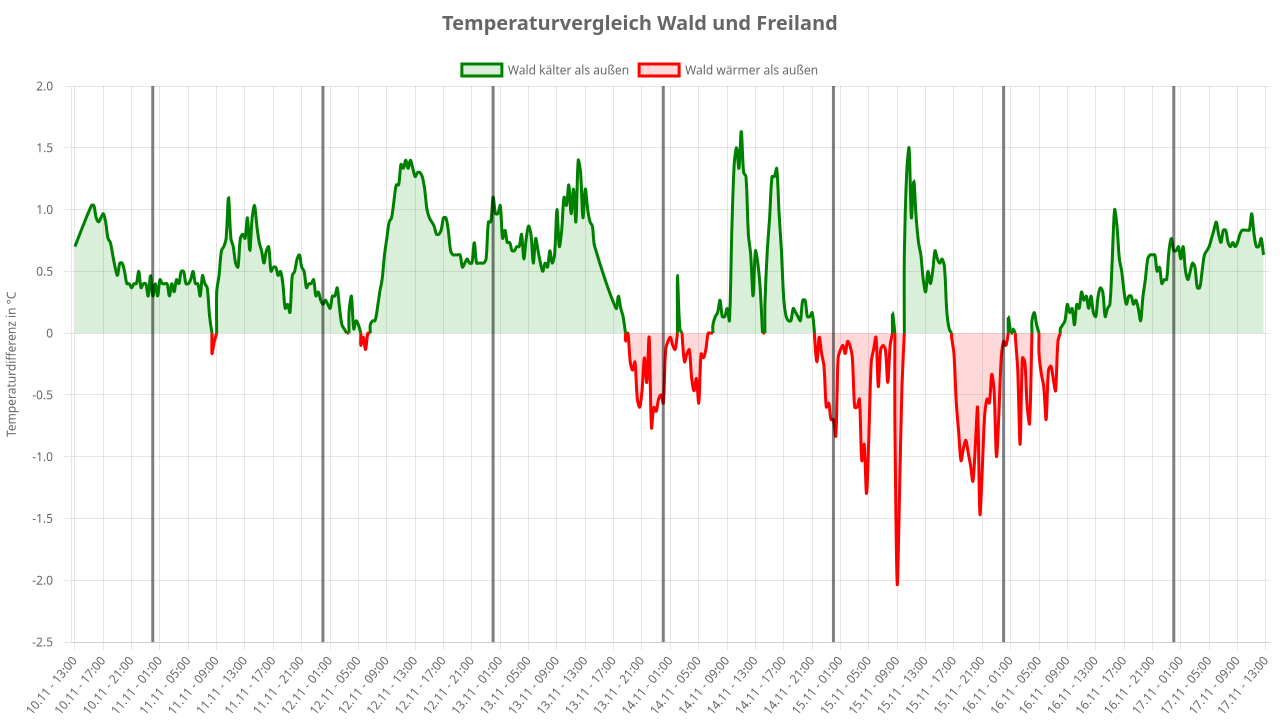 Temperaturvergleich Wald und Freiland
Wald kälter als außen
Wald wärmer als außen
Temperaturdifferenz in °C
2.0
1.5
1.0
0.5
0
-0.5
-1.0
-1.5
-2.0
-2.5
10.11 - 13:00
10.11 - 17:00
10.11 - 21:00
11.11 - 01:00
11.11 - 05:00
11.11 - 09:00
11.11 - 13:00
11.11 - 17:00
11.11 - 21:00
12.11 - 01:00
12.11 - 05:00
12.11 - 09:00
12.11 - 13:00
12.11 - 17:00
12.11 - 21:00
13.11 - 01:00
13.11 - 05:00
13.11 - 09:00
13.11 - 13:00
13.11 - 17:00
13.11 - 21:00
14.11 - 01:00
14.11 - 05:00
14.11 - 09:00
14.11 - 13:00
14.11 - 17:00
14.11 - 21:00
15.11 - 01:00
15.11 - 05:00
15.11 - 09:00
15.11 - 13:00
15.11 - 17:00
15.11 - 21:00
16.11 - 01:00
16.11 - 05:00
16.11 - 09:00
16.11 - 13:00
16.11 - 17:00
16.11 - 21:00
17.11 - 01:00
17.11 - 05:00
17.11 - 09:00
17.11 - 13:00